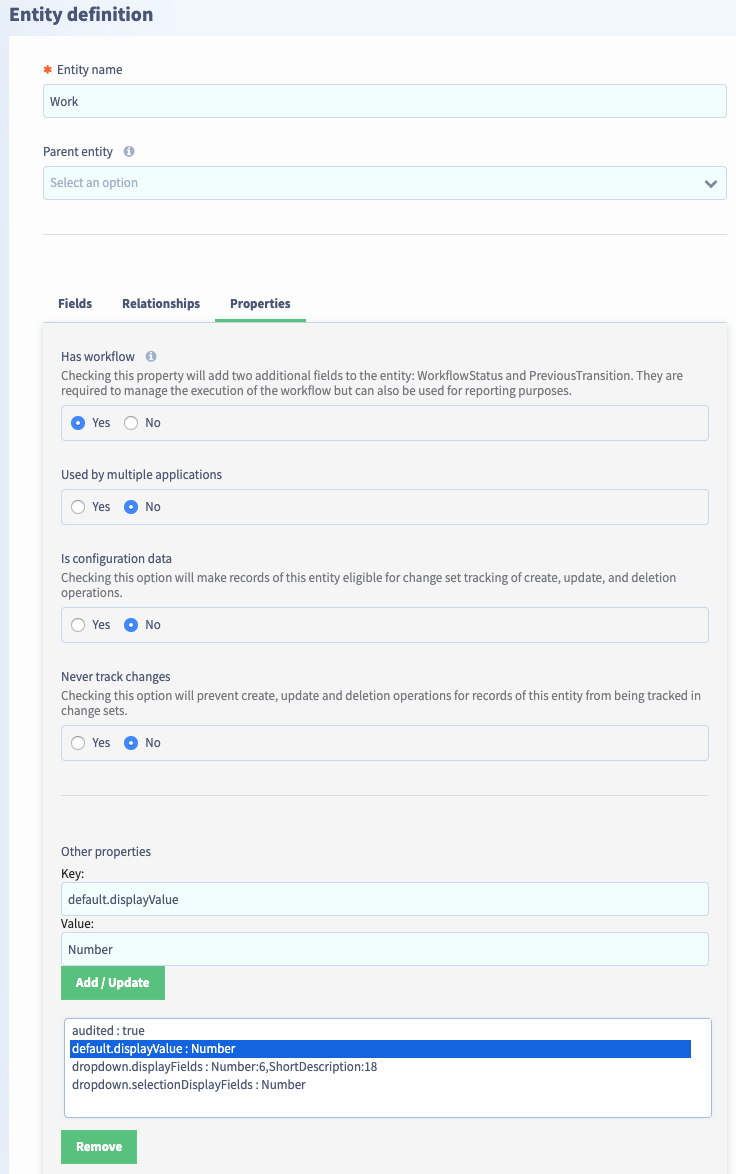 Entity definition
✱ Entity name
Work
Parent entity
Select an option
Fields Relationships Properties
Has workflow
Checking this property will add two additional fields to the entity: WorkflowStatus and PreviousTransition. They are
required to manage the execution of the workflow but can also be used for reporting purposes.
Yes No
Used by multiple applications
Yes No
Is configuration data
Checking this option will make records of this entity eligible for change set tracking of create, update, and deletion
operations.
Yes No
Never track changes
Checking this option will prevent create, update and deletion operations for records of this entity from being tracked in
change sets.
Yes No
Other properties
Key:
default.displayValue
Value:
Number
Add / Update
audited : true
default.displayValue : Number
dropdown.displayFields : Number:6,ShortDescription:18
dropdown.selectionDisplayFields : Number
Remove